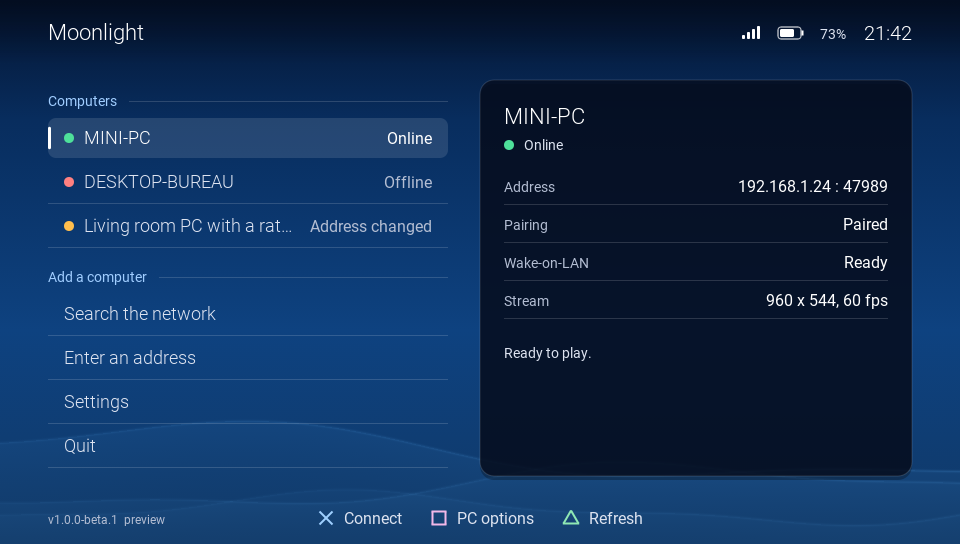 Moonlight
73% 21:42
Computers
MINI-PC Online
DESKTOP-BUREAU Offline
Living room PC with a rat... Address changed
Add a computer
Search the network
Enter an address
Settings
Quit
MINI-PC
Online
Address 192.168.1.24 : 47989
Pairing Paired
Wake-on-LAN Ready
Stream 960 x 544, 60 fps
Ready to play.
v1.0.0-beta.1 preview
Connect PC options Refresh